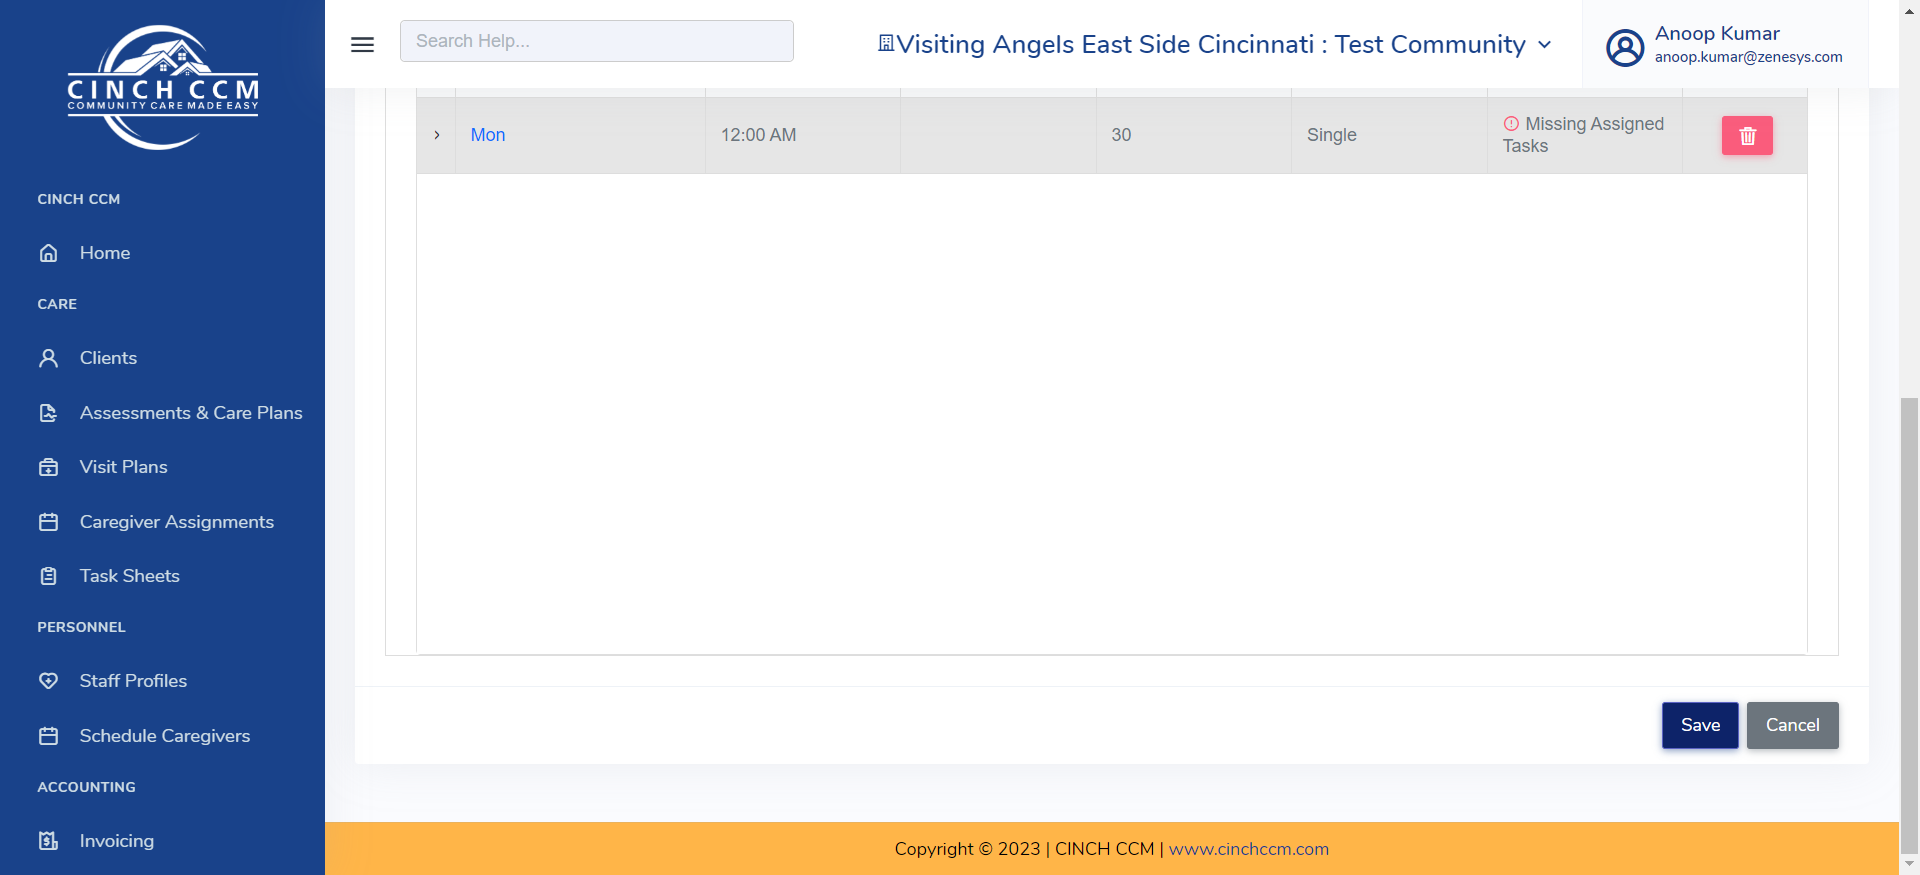 CINCH CCM
COMMUNITY CARE MADE EASY
Search Help...
Visiting Angels East Side Cincinnati : Test Community
Anoop Kumar
anoop.kumar@zenesys.com
CINCH CCM
Home
CARE
Clients
Assessments & Care Plans
Visit Plans
Caregiver Assignments
Task Sheets
PERSONNEL
Staff Profiles
Schedule Caregivers
ACCOUNTING
Invoicing
Mon 12:00 AM 30 Single Missing Assigned
Tasks
Save Cancel
Copyright © 2023 | CINCH CCM | www.cinchccm.com